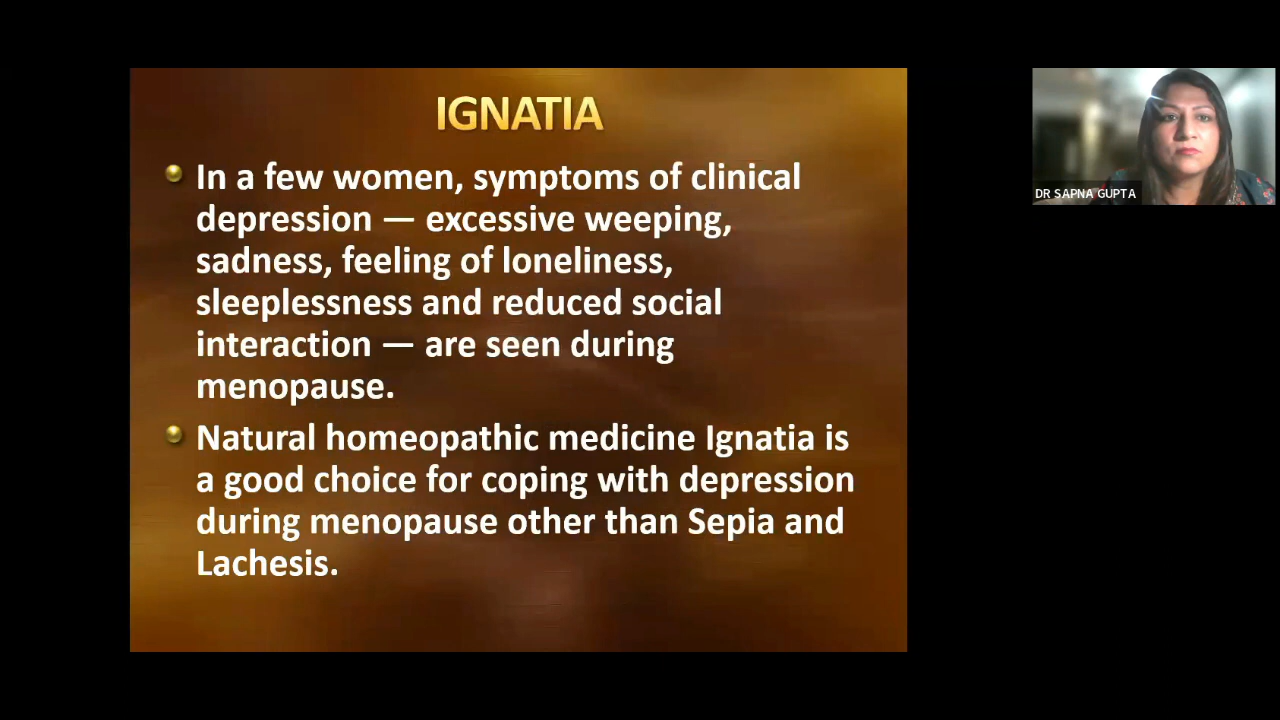 IGNATIA
In a few women, symptoms of clinical
depression — excessive weeping,
sadness, feeling of loneliness,
sleeplessness and reduced social
interaction — are seen during
menopause.
Natural homeopathic medicine Ignatia is
a good choice for coping with depression
during menopause other than Sepia and
Lachesis.
DR SAPNA GUPTA